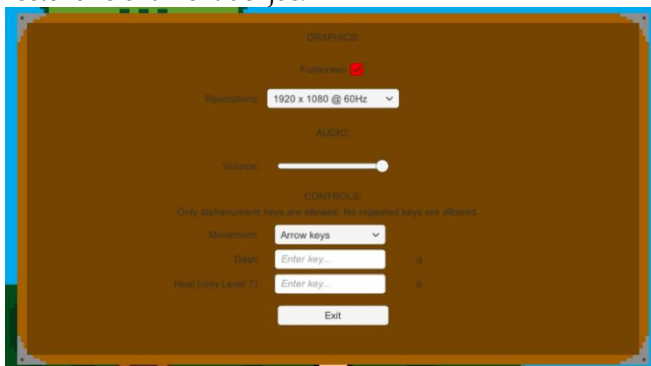 GRAPHICS:
Fullscreen
Resolutions: 1920 x 1080 @ 60Hz
AUDIO:
Volume:
CONTROLS:
Only alphanumeric keys are allowed. No repeated keys are allowed.
Movement: Arrow keys
Dash: Enter key... q
Heal (only Level 7): Enter key...
Exit